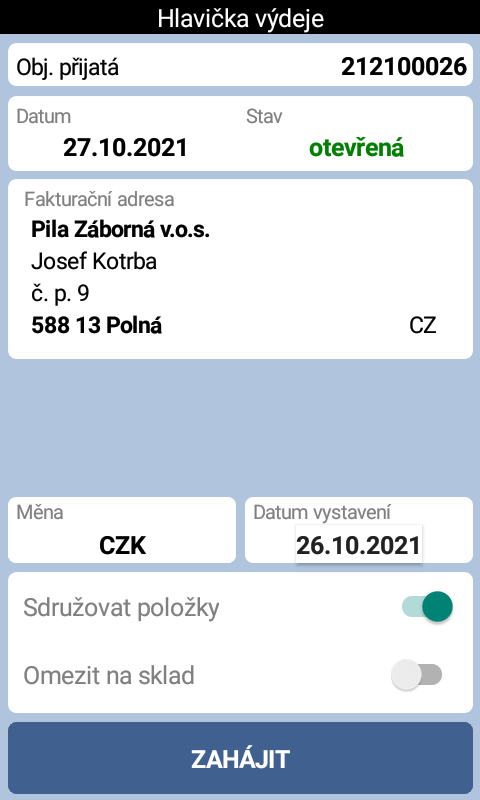 Hlavička výdeje
Obj. přijatá 212100026
Datum Stav
27.10.2021 otevřená
Fakturační adresa
Pila Záborná v.o.s.
Josef Kotrba
č. p. 9
588 13 Polná CZ
Měna Datum vystavení
CZK 26.10.2021
Sdružovat položky
Omezit na sklad
ZAHÁJIT